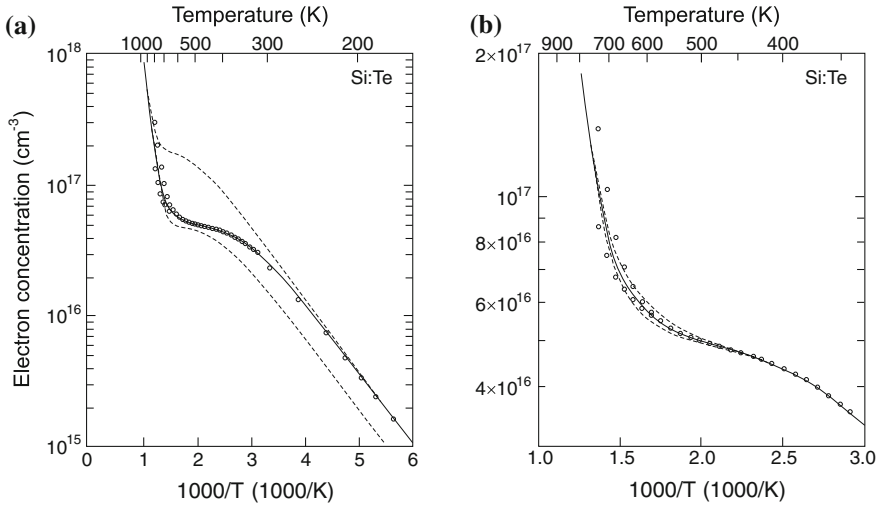 (a)
Temperature (K)
1000 500 300 200
Si:Te
10^18
10^17
10^16
10^15
Electron concentration (cm^-3)
0 1 2 3 4 5 6
1000/T (1000/K)
(b)
Temperature (K)
900 700 600 500 400
Si:Te
2×10^17
10^17
8×10^16
6×10^16
4×10^16
1.0 1.5 2.0 2.5 3.0
1000/T (1000/K)